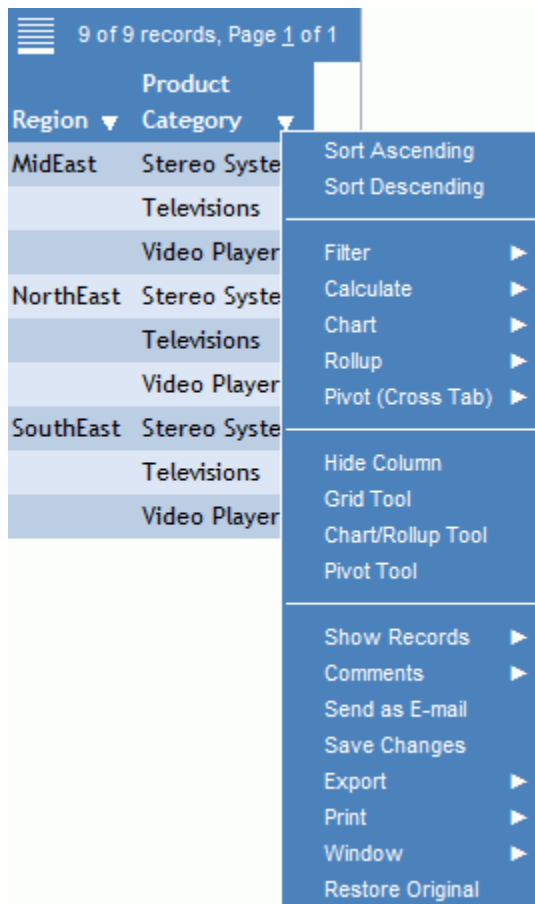 9 of 9 records, Page 1 of 1
Product
Region Category
MidEast Stereo Syste
Televisions
Video Player
NorthEast Stereo Syste
Televisions
Video Player
SouthEast Stereo Syste
Televisions
Video Player
Sort Ascending
Sort Descending
Filter
Calculate
Chart
Rollup
Pivot (Cross Tab)
Hide Column
Grid Tool
Chart/Rollup Tool
Pivot Tool
Show Records
Comments
Send as E-mail
Save Changes
Export
Print
Window
Restore Original